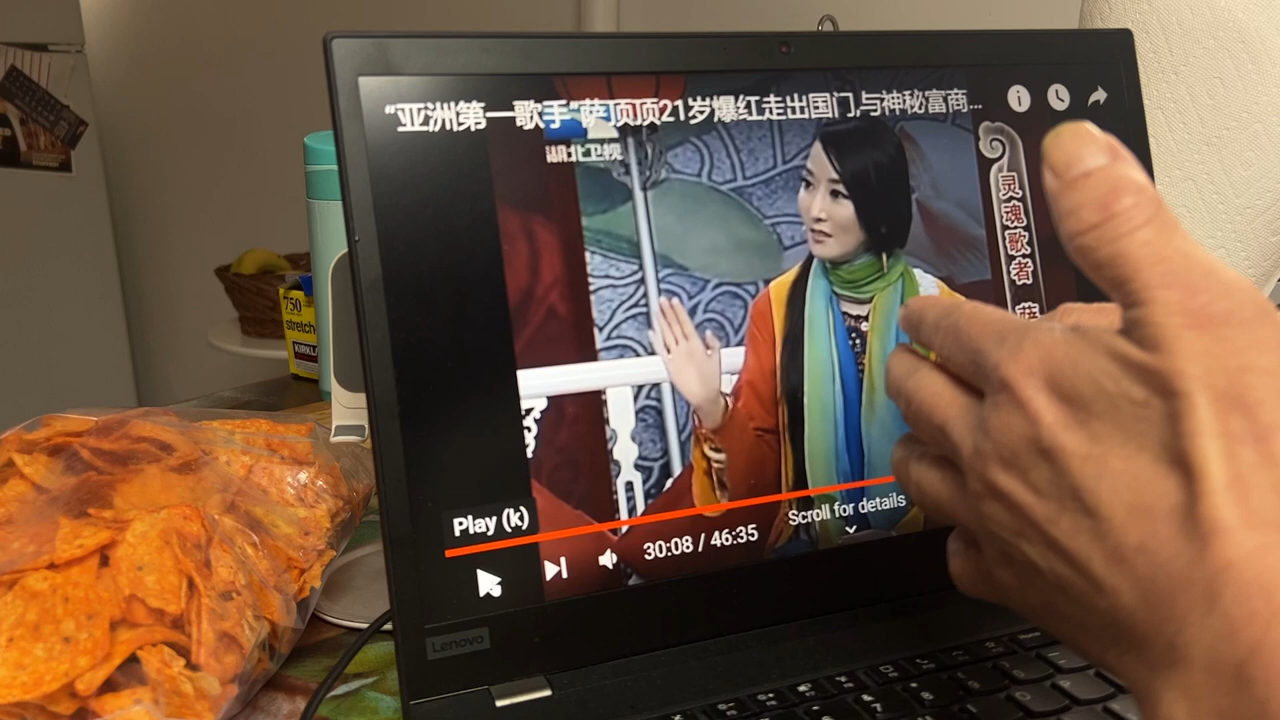 “亚洲第一歌手”萨顶顶21岁爆红走出国门,与神秘富商...
湖北卫视
灵魂歌者 萨
750
stretch
KIRKL
Play (k)
30:08 / 46:35
Scroll for details
Lenovo